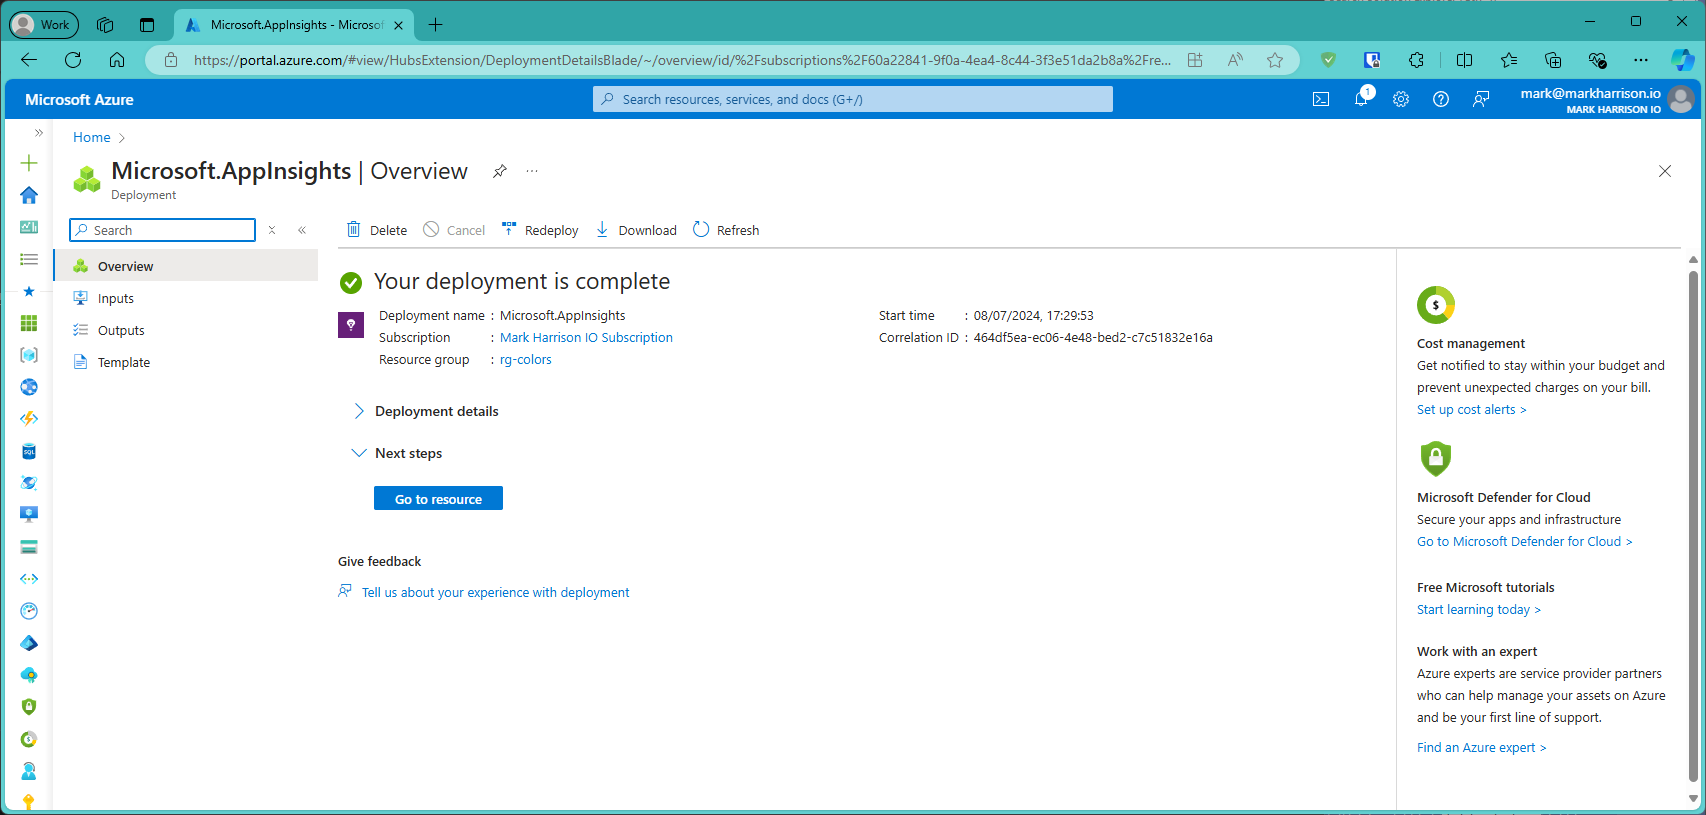 Work
Microsoft.AppInsights - Microsof
https://portal.azure.com/#view/HubsExtension/DeploymentDetailsBlade/~/overview/id/%2Fsubscriptions%2F60a22841-9f0a-4ea4-8c44-3f3e51da2b8a%2Fre...
Microsoft Azure
Search resources, services, and docs (G+/)
1
mark@markharrison.io
MARK HARRISON IO
Home
Microsoft.AppInsights | Overview
Deployment
Search
Overview
Inputs
Outputs
Template
Delete
Cancel
Redeploy
Download
Refresh
Your deployment is complete
Deployment name : Microsoft.AppInsights
Subscription : Mark Harrison IO Subscription
Resource group : rg-colors
Start time : 08/07/2024, 17:29:53
Correlation ID : 464df5ea-ec06-4e48-bed2-c7c51832e16a
Deployment details
Next steps
Go to resource
Give feedback
Tell us about your experience with deployment
Cost management
Get notified to stay within your budget and
prevent unexpected charges on your bill.
Set up cost alerts >
Microsoft Defender for Cloud
Secure your apps and infrastructure
Go to Microsoft Defender for Cloud >
Free Microsoft tutorials
Start learning today >
Work with an expert
Azure experts are service provider partners
who can help manage your assets on Azure
and be your first line of support.
Find an Azure expert >
SQL